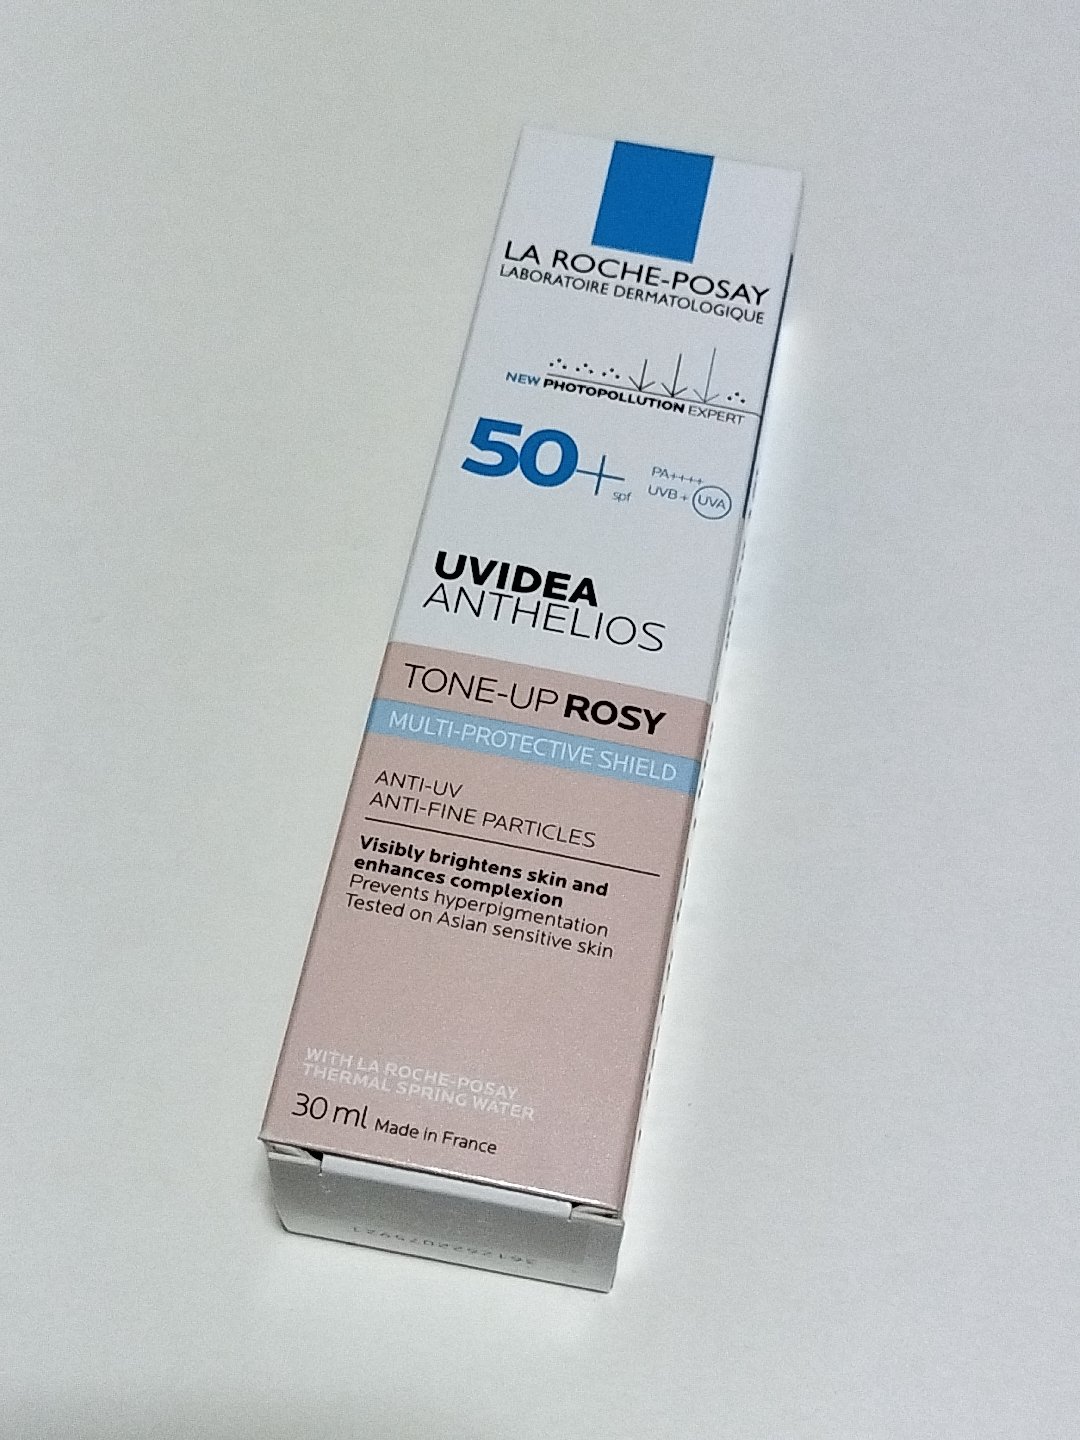 LA ROCHE-POSAY
LABORATOIRE DERMATOLOGIQUE
NEW PHOTOPOLLUTION EXPERT
50+ spf
PA++++
UVB + UVA
UVIDEA
ANTHELIOS
TONE-UP ROSY
MULTI-PROTECTIVE SHIELD
ANTI-UV
ANTI-FINE PARTICLES
Visibly brightens skin and
enhances complexion
Prevents hyperpigmentation
Tested on Asian sensitive skin
WITH LA ROCHE-POSAY
THERMAL SPRING WATER
30 ml Made in France